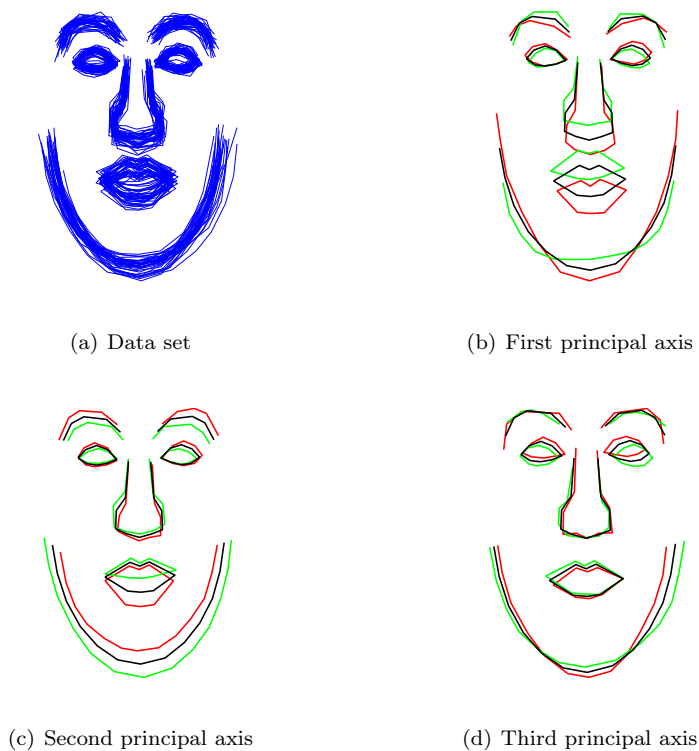 (a) Data set
(b) First principal axis
(c) Second principal axis
(d) Third principal axis